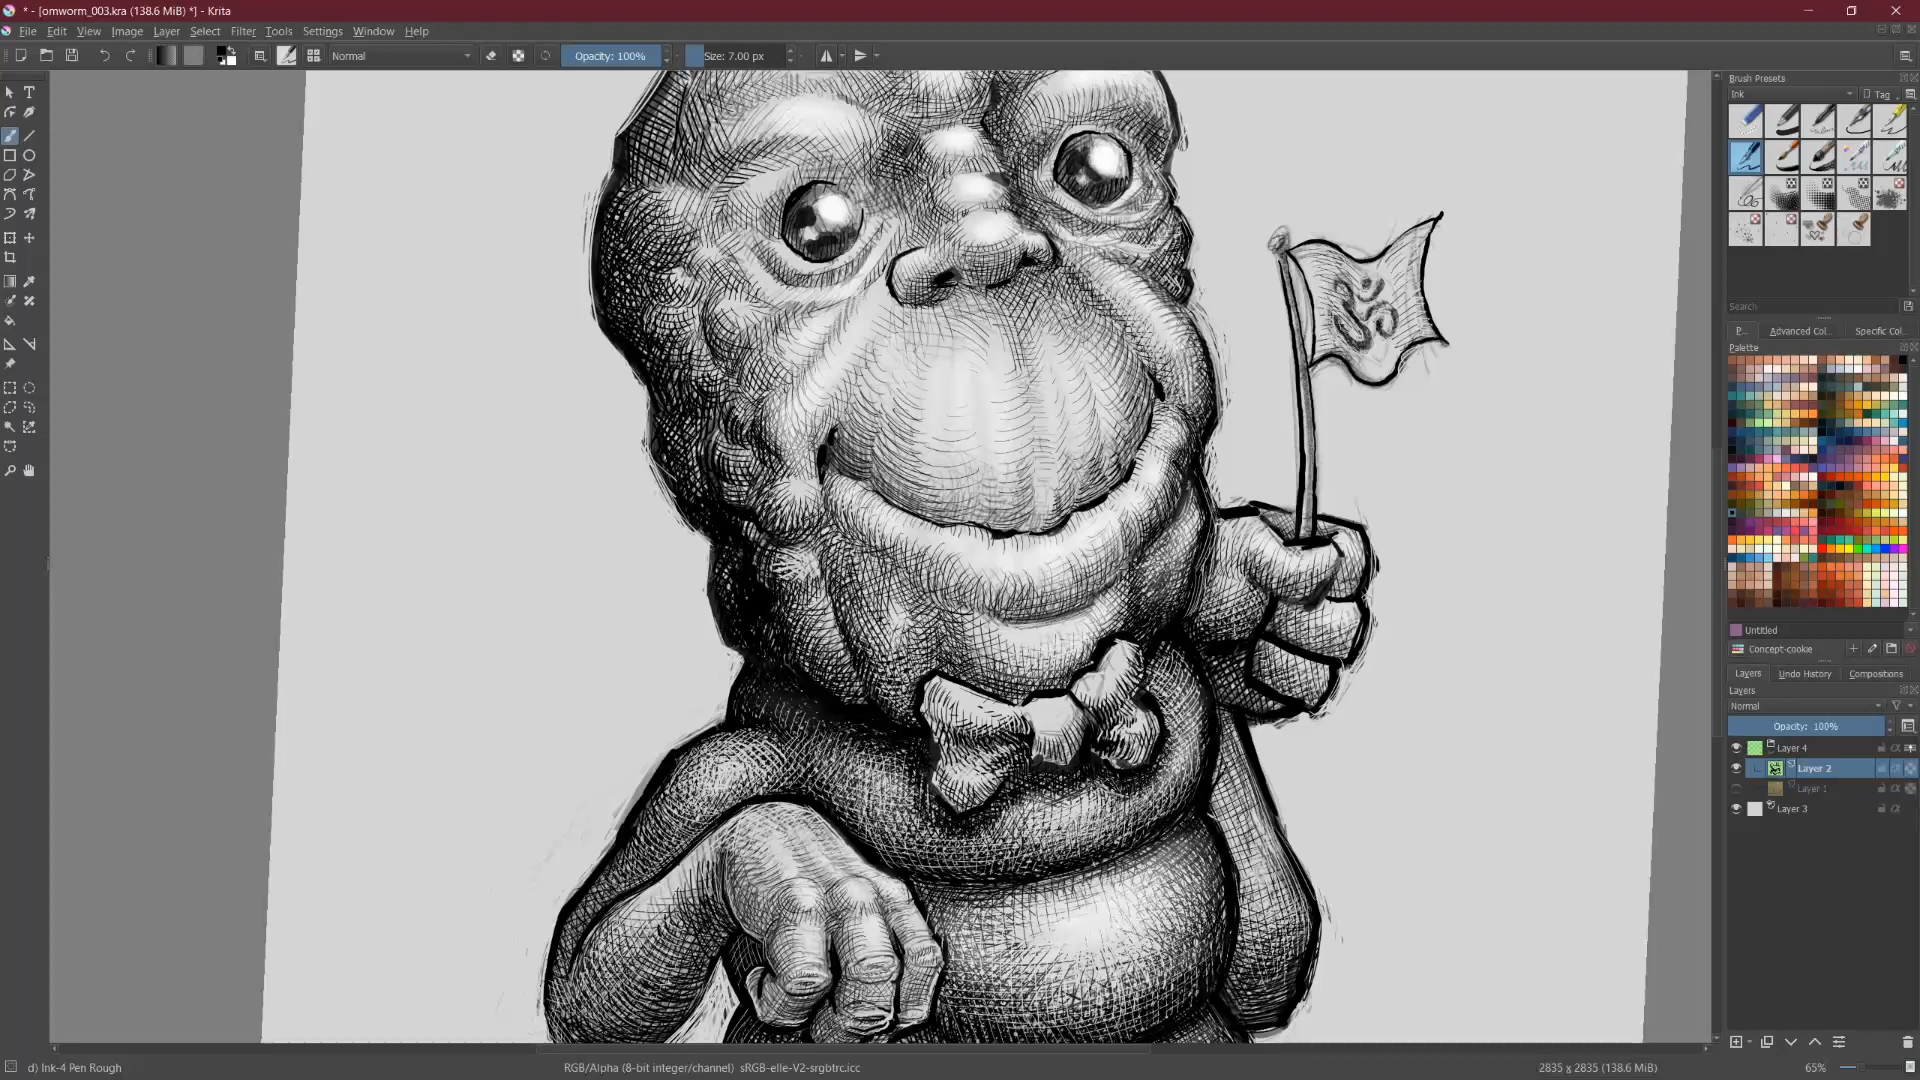 * - [omworm_003.kra (138.6 MiB) *] - Krita
File Edit View Image Layer Select Filter Tools Settings Window Help
Normal Opacity: 100% Size: 7.00 px
Brush Presets
Ink Tag
Search
P... Advanced Col... Specific Col...
Palette
ॐ
Untitled
Concept-cookie
Layers Undo History Compositions
Layers
Normal
Opacity: 100%
Layer 4
Layer 2
Layer 1
Layer 3
d) Ink-4 Pen Rough RGB/Alpha (8-bit integer/channel) sRGB-elle-V2-srgbtrc.icc 2835 x 2835 (138.6 MiB) 65%